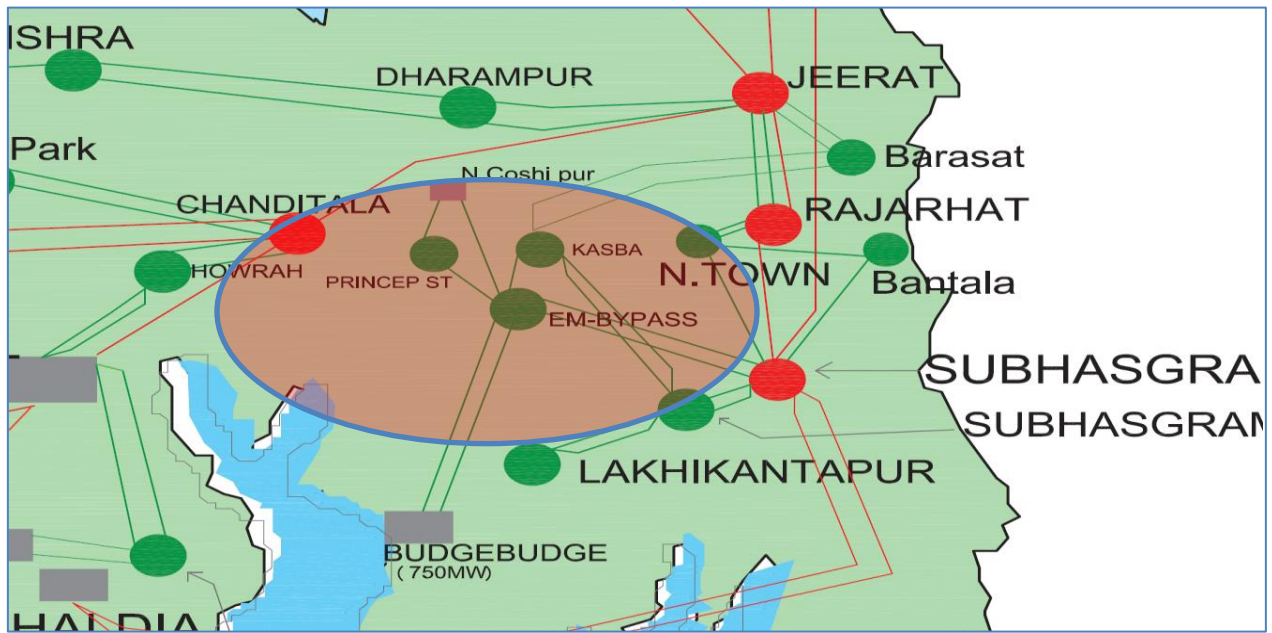 ISHRA
DHARAMPUR
JEERAT
Park
Barasat
N Coshi pur
CHANDITALA
RAJARHAT
KASBA
HOWRAH
PRINCEP ST
N.TOWN
Bantala
EM-BYPASS
SUBHASGRA
SUBHASGRAM
LAKHIKANTAPUR
BUDGEBUDGE
( 750MW)
HALDIA